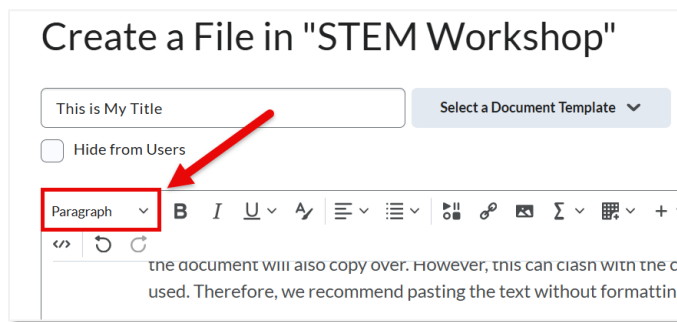 Create a File in "STEM Workshop"
This is My Title
Select a Document Template
Hide from Users
Paragraph
B I U
the document will also copy over. However, this can clash with the
used. Therefore, we recommend pasting the text without